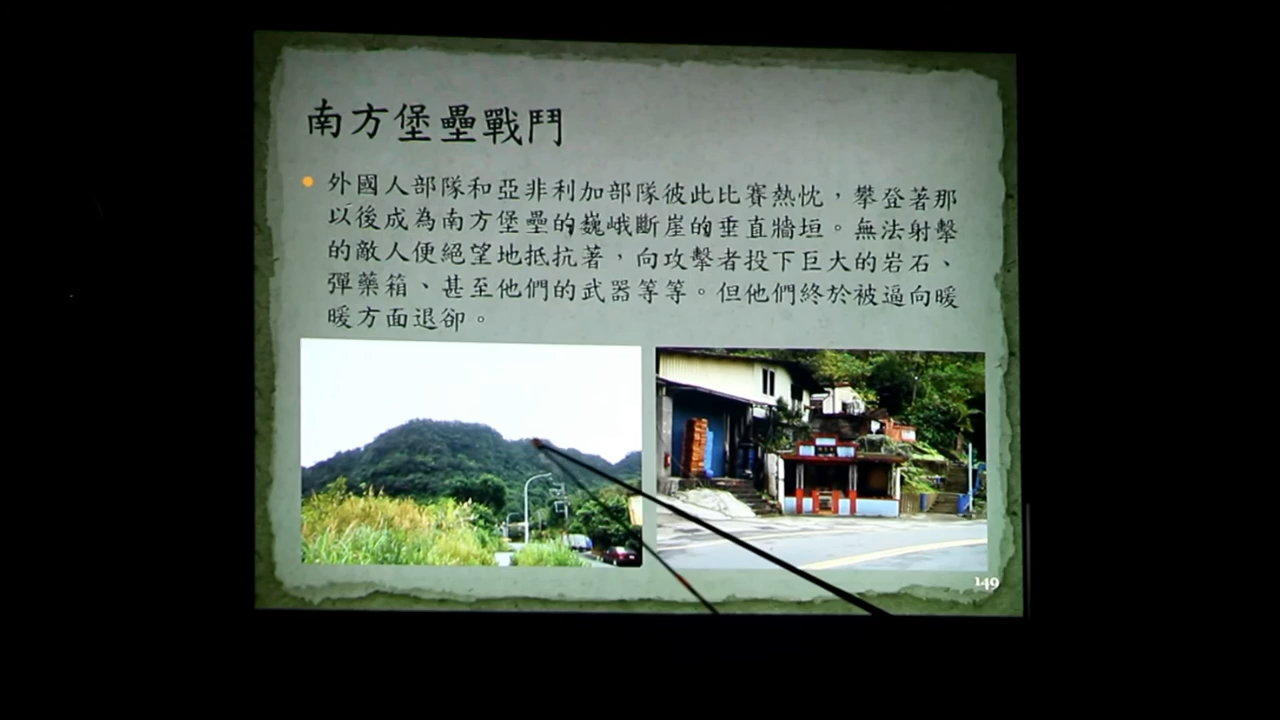 南方堡壘戰鬥
外國人部隊和亞非利加部隊彼此比賽熱忱，攀登著那
以後成為南方堡壘的巍峨斷崖的垂直牆垣。無法射擊
的敵人便絕望地抵抗著，向攻擊者投下巨大的岩石、
彈藥箱、甚至他們的武器等等。但他們終於被逼向暖
暖方面退卻。
149